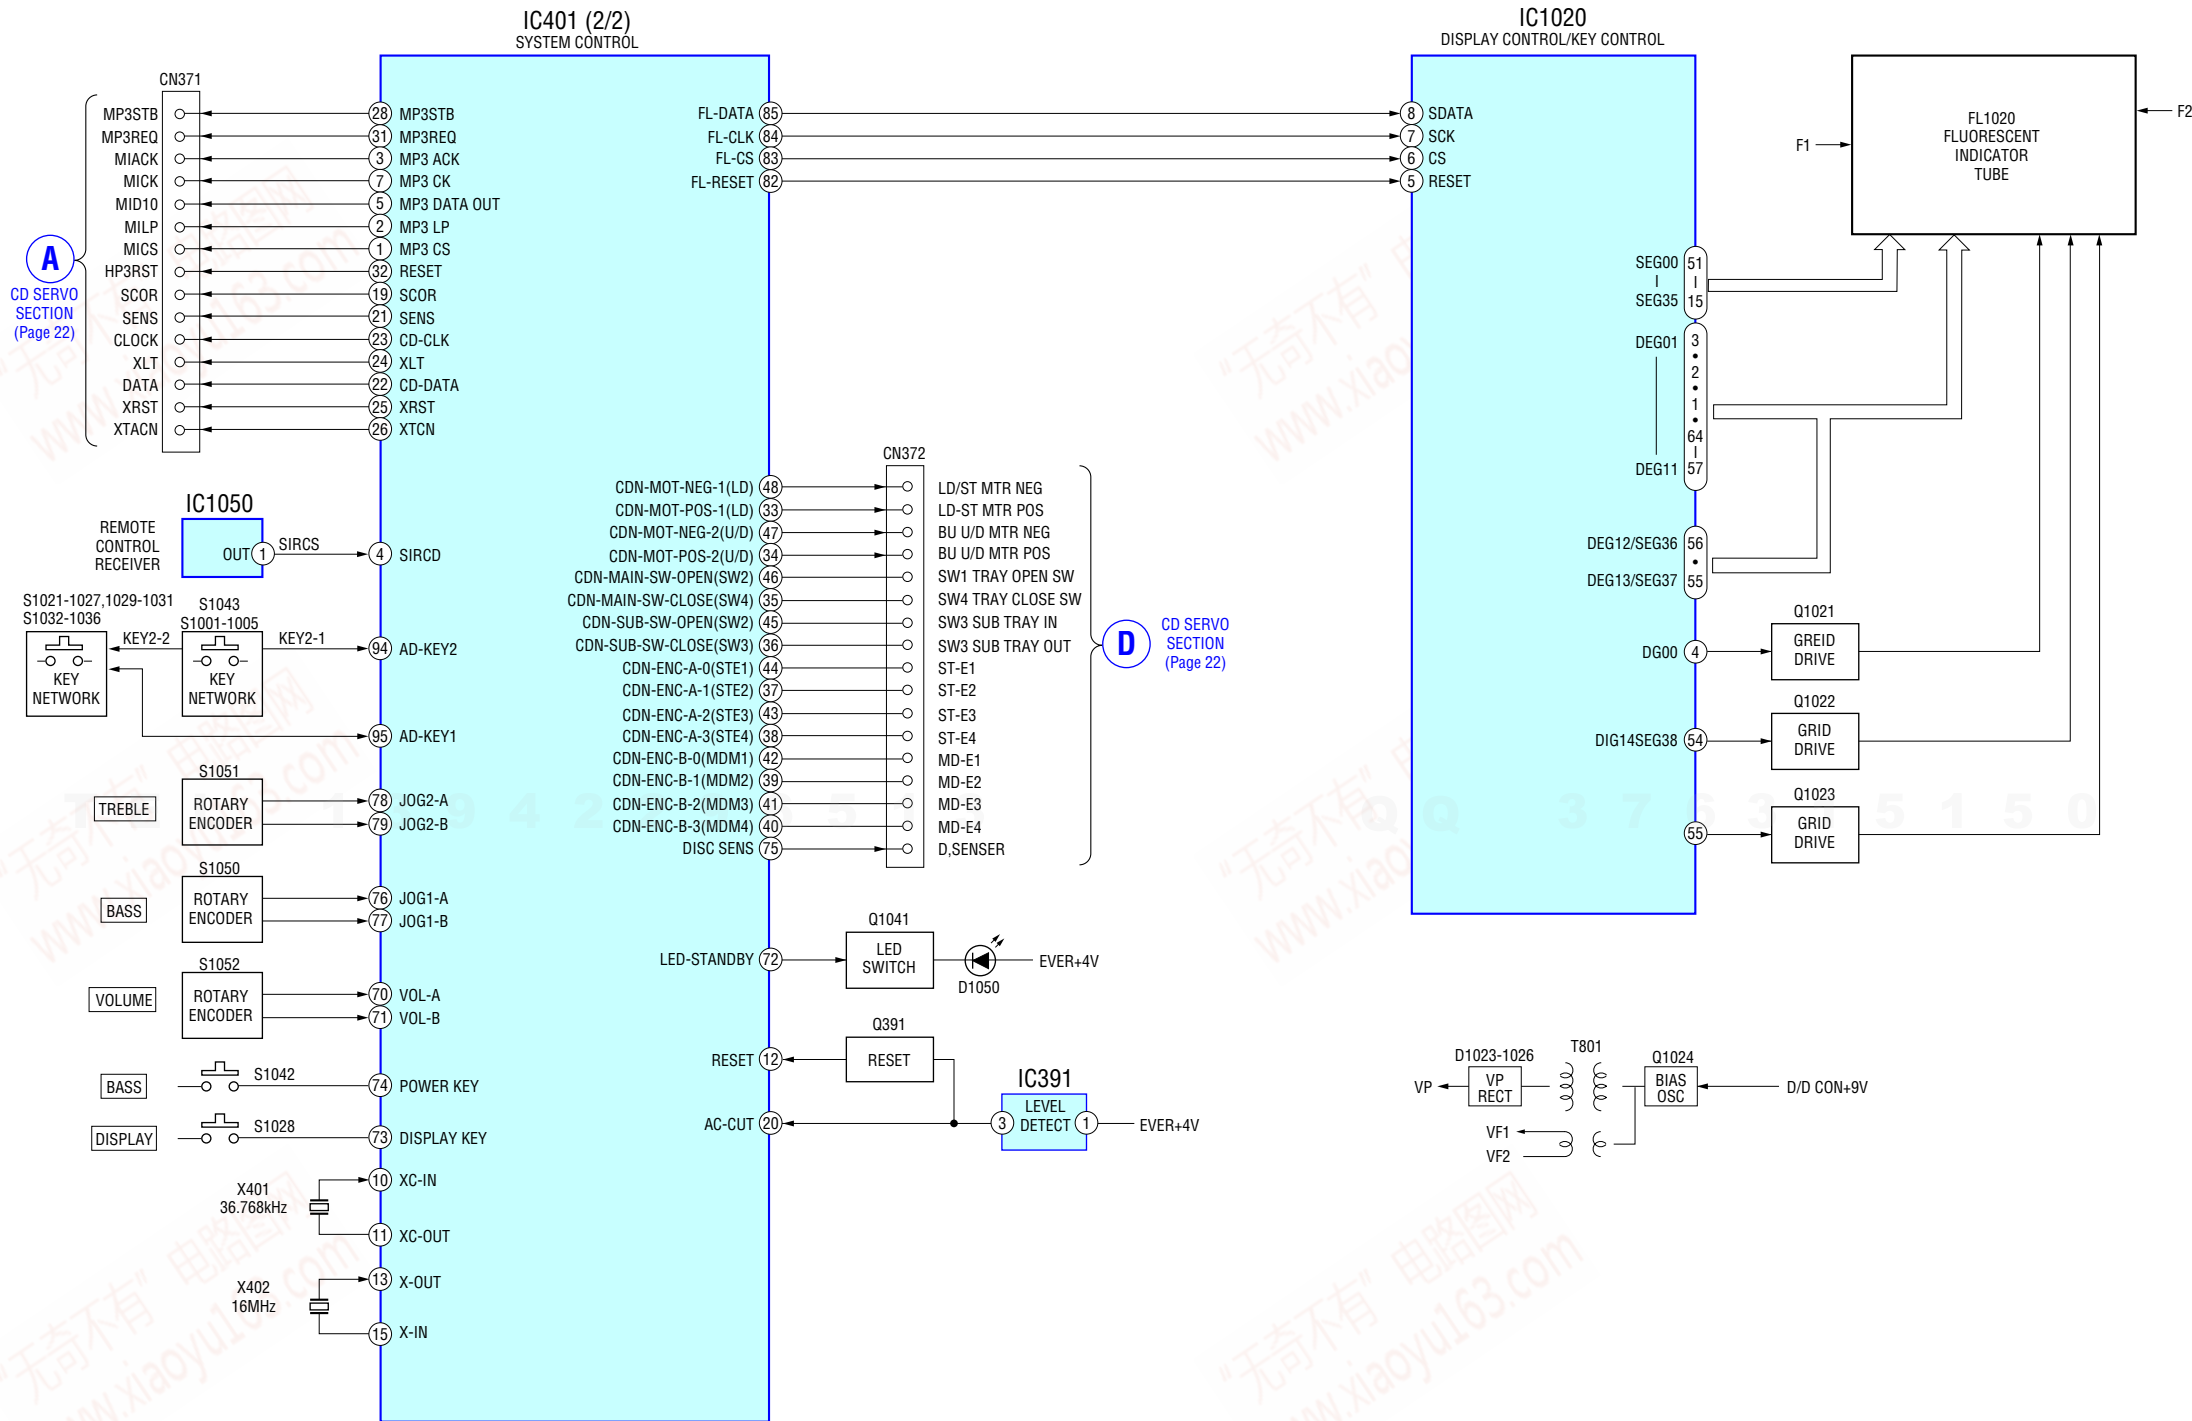 IC401 (2/2)
SYSTEM CONTROL
IC1020
DISPLAY CONTROL/KEY CONTROL
CN371
MP3STB
MP3REQ
MIACK
MICK
MID10
MILP
MICS
HP3RST
SCOR
SENS
CLOCK
XLT
DATA
XRST
XTACN
A
CD SERVO
SECTION
(Page 22)
28 MP3STB
31 MP3REQ
3 MP3 ACK
7 MP3 CK
5 MP3 DATA OUT
2 MP3 LP
1 MP3 CS
32 RESET
19 SCOR
21 SENS
23 CD-CLK
24 XLT
22 CD-DATA
25 XRST
26 XTCN
FL-DATA 85
FL-CLK 84
FL-CS 83
FL-RESET 82
8 SDATA
7 SCK
6 CS
5 RESET
FL1020
FLUORESCENT
INDICATOR
TUBE
F1
F2
SEG00 51
SEG35 15
DEG01 3
2
1
64
DEG11 57
DEG12/SEG36 56
DEG13/SEG37 55
DG00 4
DIG14SEG38 54
55
Q1021
GREID
DRIVE
Q1022
GRID
DRIVE
Q1023
GRID
DRIVE
IC1050
REMOTE
CONTROL
RECEIVER
OUT 1 SIRCS
4 SIRCD
S1021-1027,1029-1031
S1032-1036
KEY
NETWORK
KEY2-2
S1043
S1001-1005
KEY
NETWORK
KEY2-1
94 AD-KEY2
95 AD-KEY1
S1051
TREBLE
ROTARY
ENCODER
78 JOG2-A
79 JOG2-B
S1050
BASS
ROTARY
ENCODER
76 JOG1-A
77 JOG1-B
S1052
VOLUME
ROTARY
ENCODER
70 VOL-A
71 VOL-B
BASS
S1042
74 POWER KEY
DISPLAY
S1028
73 DISPLAY KEY
X401
36.768kHz
10 XC-IN
11 XC-OUT
X402
16MHz
13 X-OUT
15 X-IN
CN372
CDN-MOT-NEG-1(LD) 48 LD/ST MTR NEG
CDN-MOT-POS-1(LD) 33 LD-ST MTR POS
CDN-MOT-NEG-2(U/D) 47 BU U/D MTR NEG
CDN-MOT-POS-2(U/D) 34 BU U/D MTR POS
CDN-MAIN-SW-OPEN(SW2) 46 SW1 TRAY OPEN SW
CDN-MAIN-SW-CLOSE(SW4) 35 SW4 TRAY CLOSE SW
CDN-SUB-SW-OPEN(SW2) 45 SW3 SUB TRAY IN
CDN-SUB-SW-CLOSE(SW3) 36 SW3 SUB TRAY OUT
CDN-ENC-A-0(STE1) 44 ST-E1
CDN-ENC-A-1(STE2) 37 ST-E2
CDN-ENC-A-2(STE3) 43 ST-E3
CDN-ENC-A-3(STE4) 38 ST-E4
CDN-ENC-B-0(MDM1) 42 MD-E1
CDN-ENC-B-1(MDM2) 39 MD-E2
CDN-ENC-B-2(MDM3) 41 MD-E3
CDN-ENC-B-3(MDM4) 40 MD-E4
DISC SENS 75 D,SENSER
D
CD SERVO
SECTION
(Page 22)
LED-STANDBY 72
Q1041
LED
SWITCH
D1050
EVER+4V
Q391
RESET 12
RESET
IC391
LEVEL
DETECT
3
1
EVER+4V
AC-CUT 20
D1023-1026
VP
RECT
VP
T801
Q1024
BIAS
OSC
D/D CON+9V
VF1
VF2
"无奇不有" 电路图网
www.xiaoyu163.com
QQ 3 7 6 3 5 1 5 0